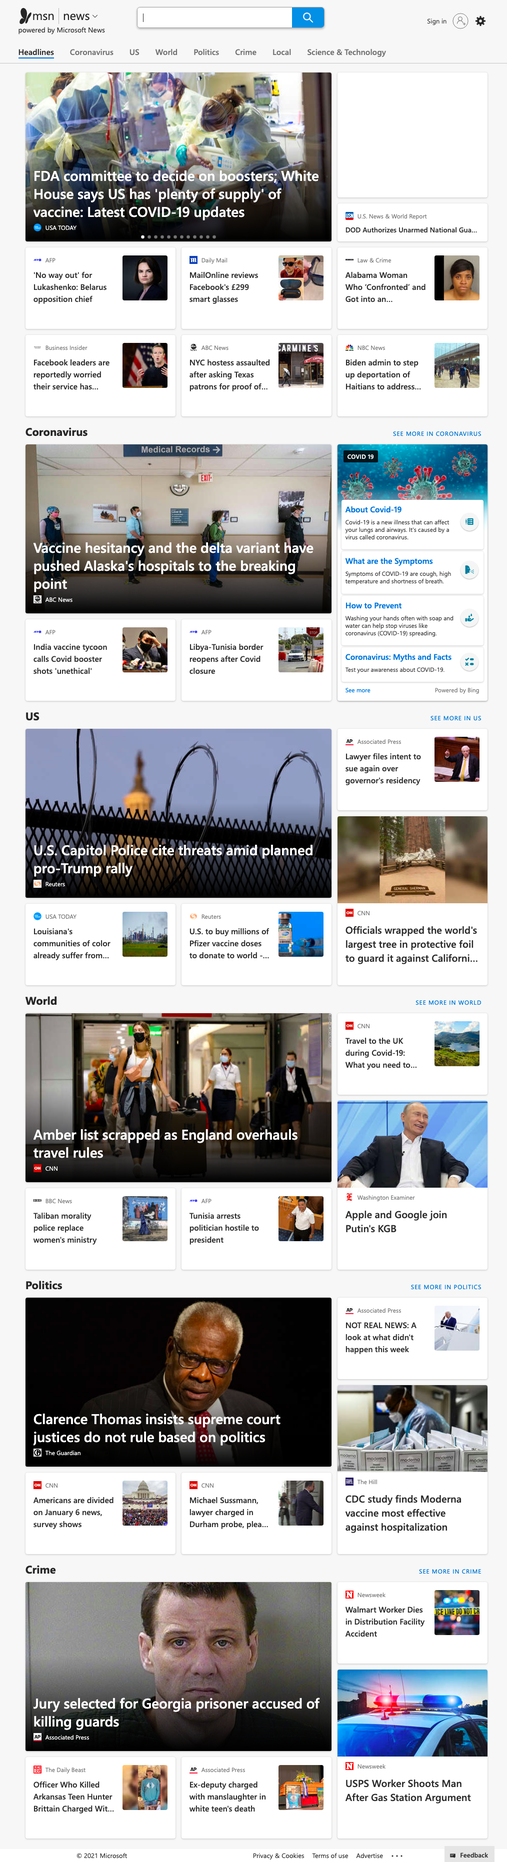 msn | news
powered by Microsoft News
Sign in
Headlines Coronavirus US World Politics Crime Local Science & Technology
FDA committee to decide on boosters; White
House says US has 'plenty of supply' of
vaccine: Latest COVID-19 updates
USA TODAY
U.S. News & World Report
DOD Authorizes Unarmed National Gua...
AFP
'No way out' for
Lukashenko: Belarus
opposition chief
Daily Mail
MailOnline reviews
Facebook's £299
smart glasses
Law & Crime
Alabama Woman
Who 'Confronted' and
Got into an...
Business Insider
Facebook leaders are
reportedly worried
their service has...
ABC News
NYC hostess assaulted
after asking Texas
patrons for proof of...
CARMINE'S
NBC News
Biden admin to step
up deportation of
Haitians to address...
Coronavirus
SEE MORE IN CORONAVIRUS
Medical Records →
EXIT
Vaccine hesitancy and the delta variant have
pushed Alaska's hospitals to the breaking
point
ABC News
COVID 19
About Covid-19
Covid-19 is a new illness that can affect
your lungs and airways. It's caused by a
virus called coronavirus.
What are the Symptoms
Symptoms of COVID-19 are cough, high
temperature and shortness of breath.
How to Prevent
Washing your hands often with soap and
water can help stop viruses like
coronavirus (COVID-19) spreading.
Coronavirus: Myths and Facts
Test your awareness about COVID-19.
See more
Powered by Bing
AFP
India vaccine tycoon
calls Covid booster
shots 'unethical'
AFP
Libya-Tunisia border
reopens after Covid
closure
US
SEE MORE IN US
U.S. Capitol Police cite threats amid planned
pro-Trump rally
Reuters
Associated Press
Lawyer files intent to
sue again over
governor's residency
GENERAL SHERMAN
CNN
Officials wrapped the world's
largest tree in protective foil
to guard it against Californi...
USA TODAY
Louisiana's
communities of color
already suffer from...
Reuters
U.S. to buy millions of
Pfizer vaccine doses
to donate to world -...
World
SEE MORE IN WORLD
Amber list scrapped as England overhauls
travel rules
CNN
CNN
Travel to the UK
during Covid-19:
What you need to...
Washington Examiner
Apple and Google join
Putin's KGB
BBC News
Taliban morality
police replace
women's ministry
AFP
Tunisia arrests
politician hostile to
president
Politics
SEE MORE IN POLITICS
Clarence Thomas insists supreme court
justices do not rule based on politics
The Guardian
Associated Press
NOT REAL NEWS: A
look at what didn't
happen this week
The Hill
CDC study finds Moderna
vaccine most effective
against hospitalization
CNN
Americans are divided
on January 6 news,
survey shows
CNN
Michael Sussmann,
lawyer charged in
Durham probe, plea...
Crime
SEE MORE IN CRIME
Jury selected for Georgia prisoner accused of
killing guards
Associated Press
Newsweek
Walmart Worker Dies
in Distribution Facility
Accident
Newsweek
USPS Worker Shoots Man
After Gas Station Argument
The Daily Beast
Officer Who Killed
Arkansas Teen Hunter
Brittain Charged Wit...
Associated Press
Ex-deputy charged
with manslaughter in
white teen's death
© 2021 Microsoft
Privacy & Cookies Terms of use Advertise ...
Feedback